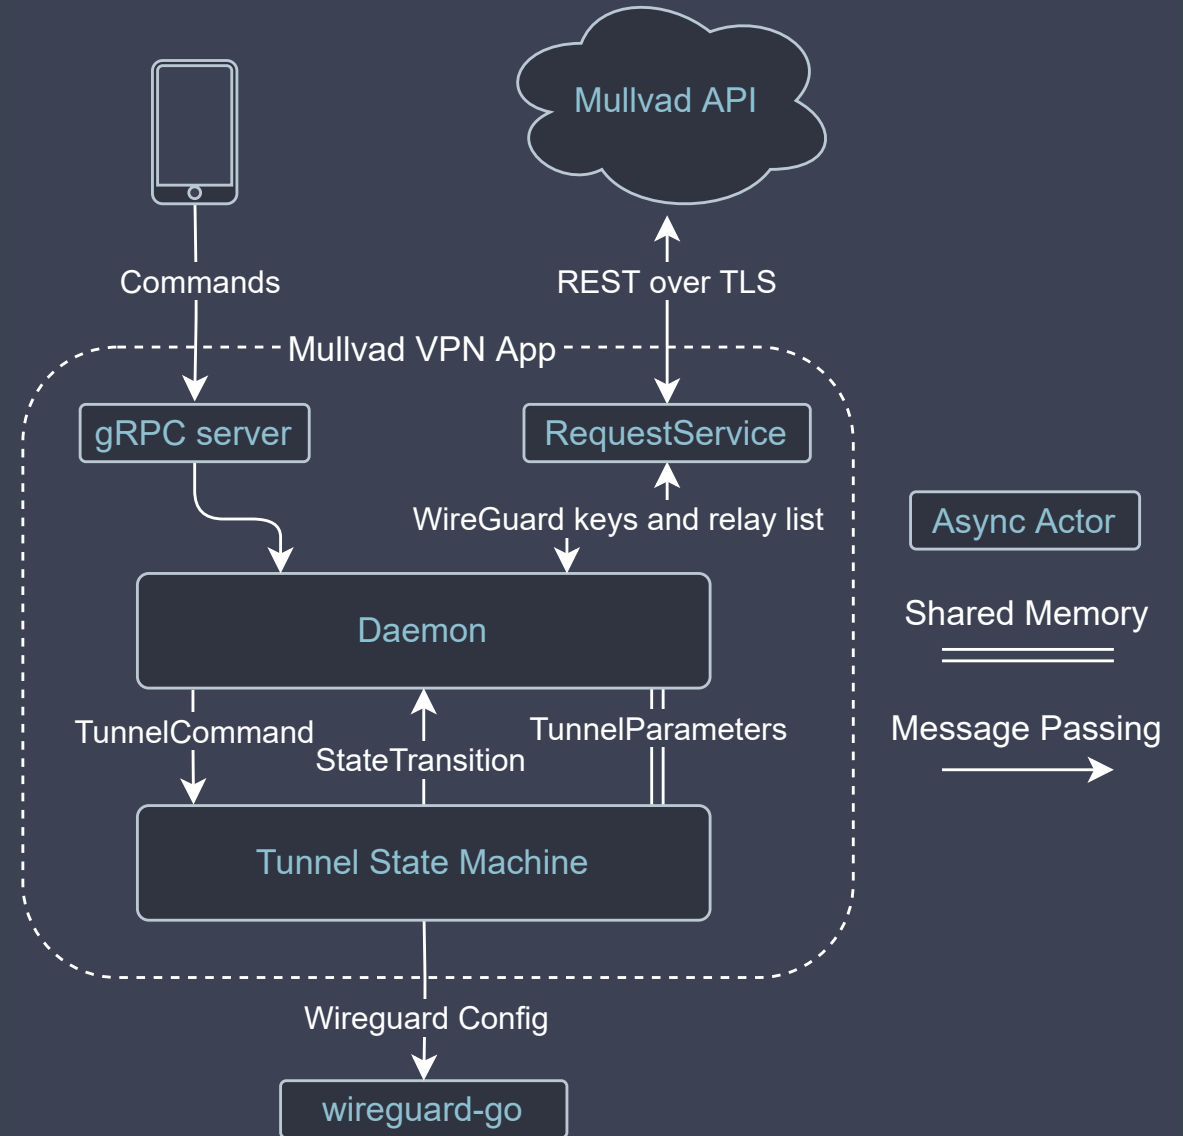 Mullvad API
Commands
REST over TLS
Mullvad VPN App
gRPC server
RequestService
WireGuard keys and relay list
Async Actor
Daemon
Shared Memory
TunnelCommand
StateTransition
TunnelParameters
Message Passing
Tunnel State Machine
Wireguard Config
wireguard-go